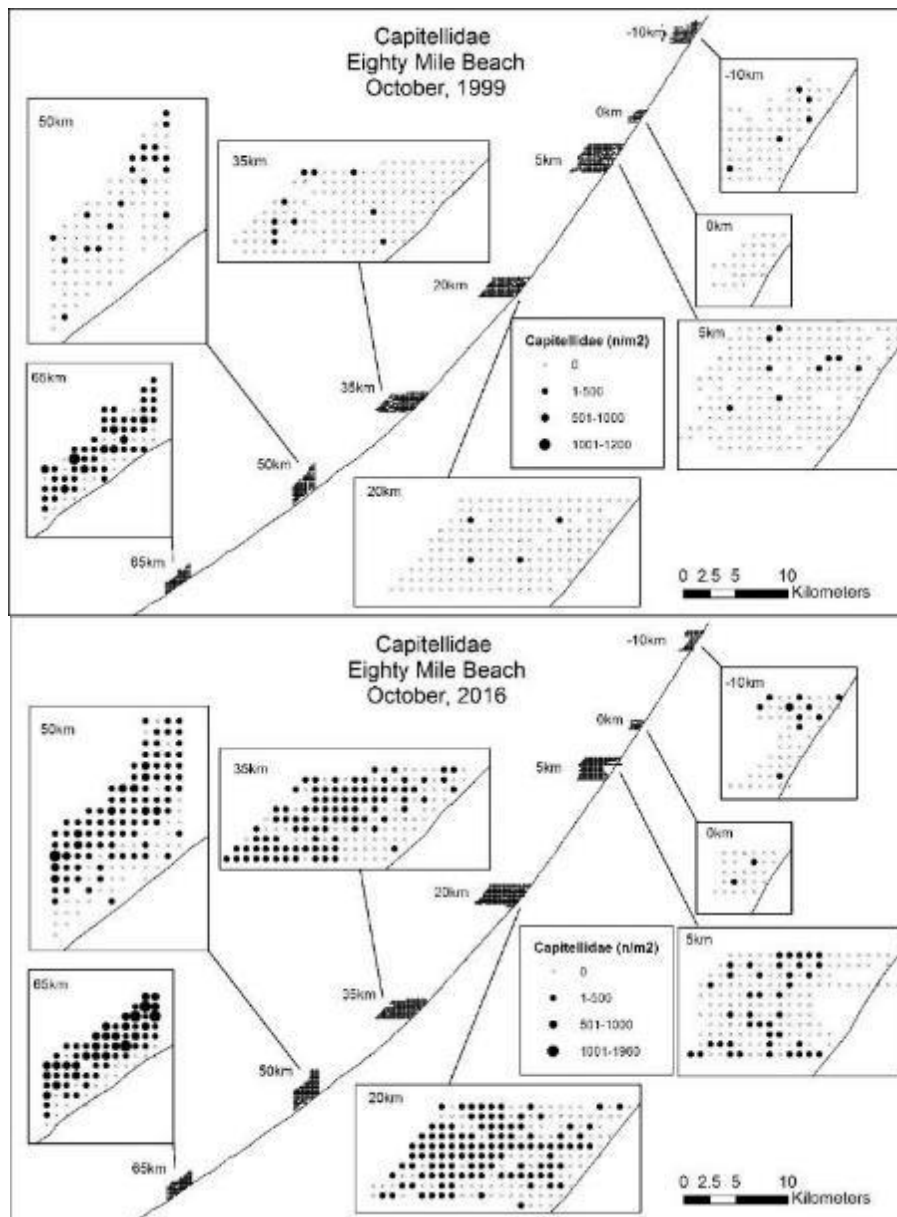 Capitellidae
Eighty Mile Beach
October, 1999
-10km
-10km
50km
0km
35km
5km
0km
20km
5km
Capitellidae (n/m2)
0
1-500
501-1000
1001-1200
65km
35km
50km
20km
65km
0 2.5 5 10
Kilometers
Capitellidae
Eighty Mile Beach
October, 2016
-10km
-10km
50km
0km
35km
5km
0km
20km
Capitellidae (n/m2)
0
1-500
501-1000
1001-1960
5km
65km
35km
50km
20km
65km
0 2.5 5 10
Kilometers